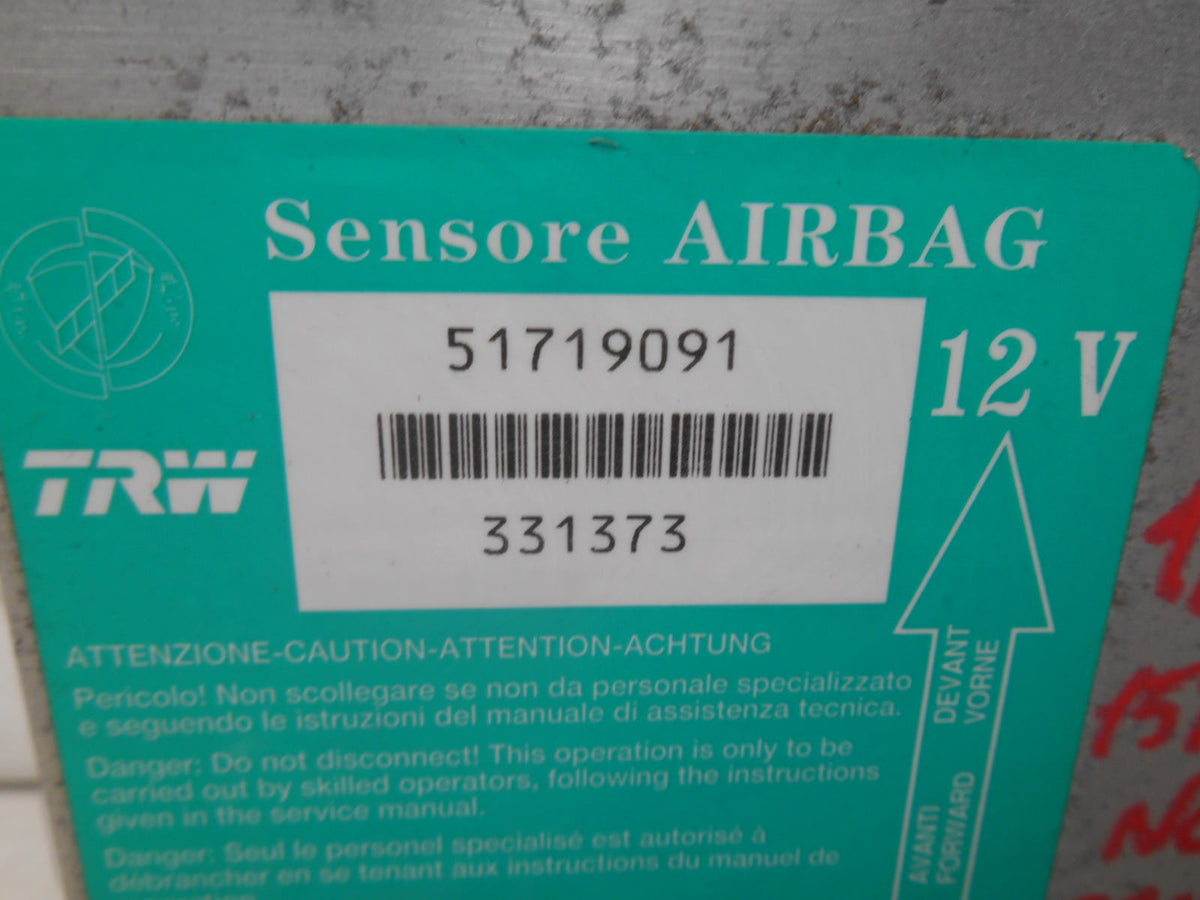 Sensore AIRBAG
51719091
12 V
TRW
331373
ATTENZIONE-CAUTION-ATTENTION-ACHTUNG
Pericolo! Non scollegare se non da personale specializzato
e seguendo le istruzioni del manuale di assistenza tecnica.
Danger: Do not disconnect! This operation is only to be
carried out by skilled operators, following the instructions
given in the service manual.
Danger: Seul le personel specialisé est autorisé à
débrancher en se tenant aux instructions du manuel de
DEVANT
VORNE
AVANTI
FORWARD